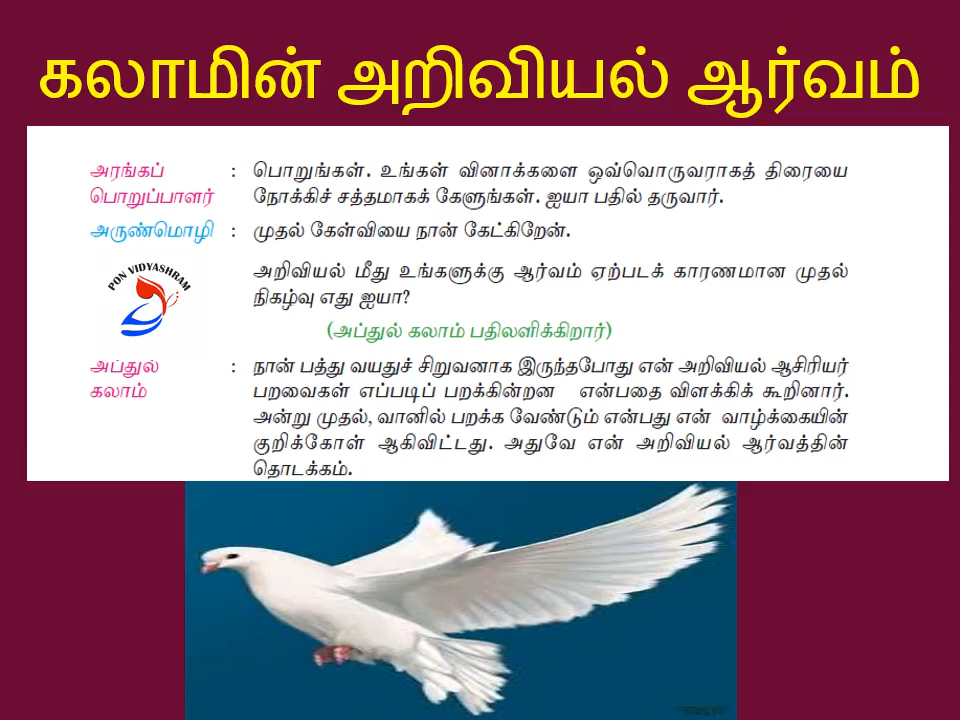 கலாமின் அறிவியல் ஆர்வம்
அரங்கப் பொறுப்பாளர் : பொறுங்கள். உங்கள் வினாக்களை ஒவ்வொருவராகத் திரையை
நோக்கிச் சத்தமாகக் கேளுங்கள். ஐயா பதில் தருவார்.
அருண்மொழி : முதல் கேள்வியை நான் கேட்கிறேன்.
PON VIDYASHRAM
அறிவியல் மீது உங்களுக்கு ஆர்வம் ஏற்படக் காரணமான முதல்
நிகழ்வு எது ஐயா?
(அப்துல் கலாம் பதிலளிக்கிறார்)
அப்துல் கலாம் : நான் பத்து வயதுச் சிறுவனாக இருந்தபோது என் அறிவியல் ஆசிரியர்
பறவைகள் எப்படிப் பறக்கின்றன என்பதை விளக்கிக் கூறினார்.
அன்று முதல், வானில் பறக்க வேண்டும் என்பது என் வாழ்க்கையின்
குறிக்கோள் ஆகிவிட்டது. அதுவே என் அறிவியல் ஆர்வத்தின்
தொடக்கம்.